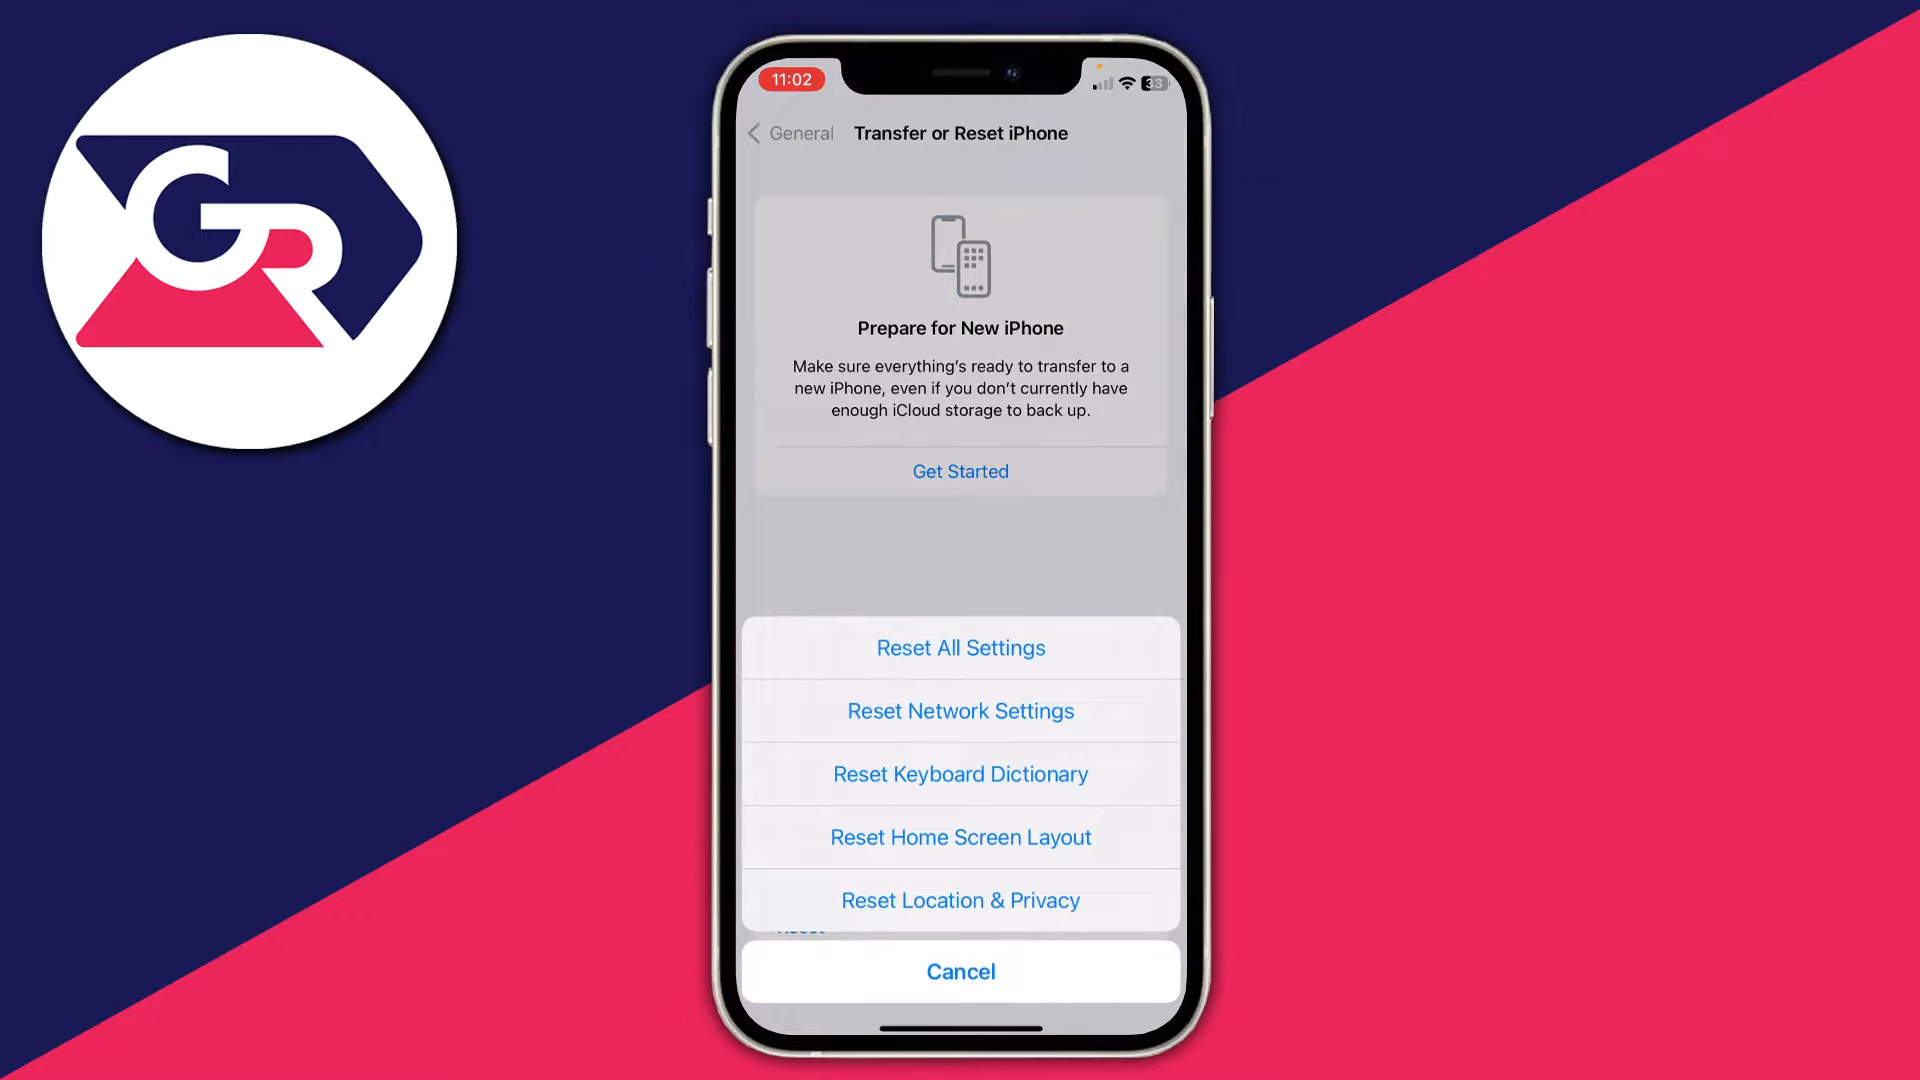 GR
11:02
33
General
Transfer or Reset iPhone
Prepare for New iPhone
Make sure everything’s ready to transfer to a
new iPhone, even if you don’t currently have
enough iCloud storage to back up.
Get Started
Reset All Settings
Reset Network Settings
Reset Keyboard Dictionary
Reset Home Screen Layout
Reset Location & Privacy
Cancel